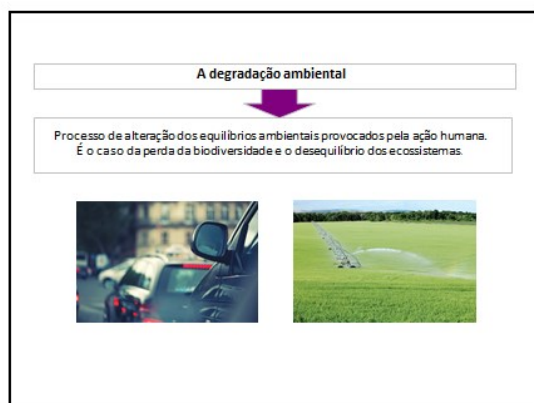 A degradação ambiental
Processo de alteração dos equilíbrios ambientais provocados pela ação humana.
É o caso da perda da biodiversidade e o desequilíbrio dos ecossistemas.